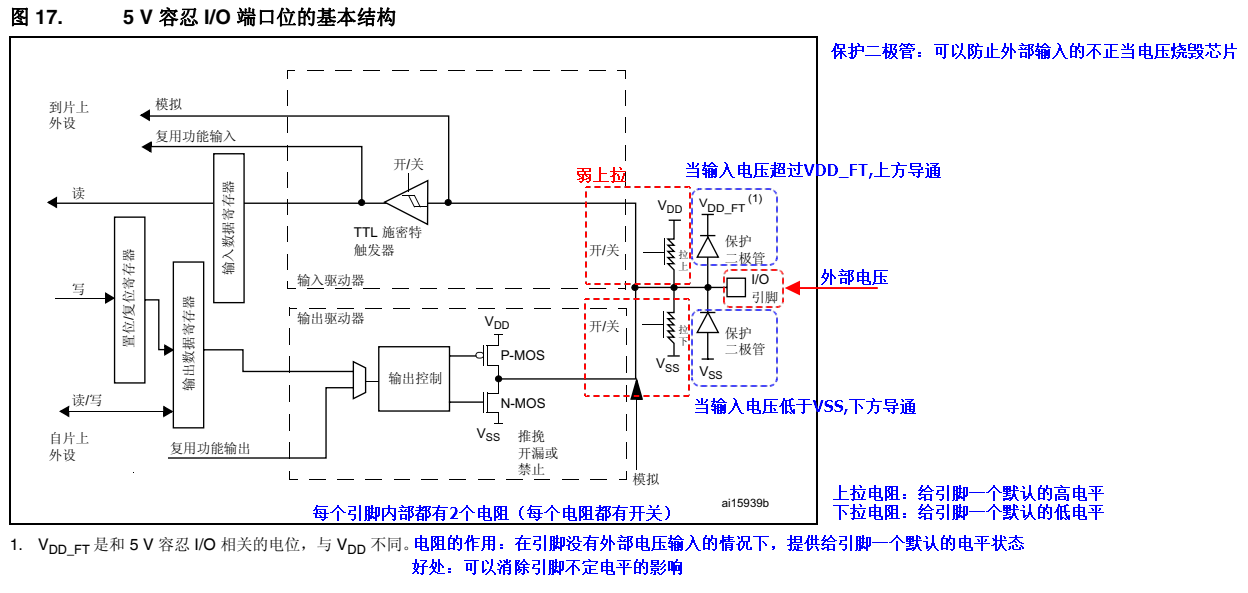 图 17. 5 V 容忍 I/O 端口位的基本结构
保护二极管：可以防止外部输入的不正当电压烧毁芯片
到片上
外设
模拟
复用功能输入
开/关
读
输入数据寄存器
TTL 施密特
触发器
输入驱动器
弱上拉
当输入电压超过VDD_FT,上方导通
VDD
VDD_FT (1)
开/关
拉上
保护
二极管
I/O
引脚
外部电压
写
置位/复位寄存器
输出数据寄存器
输出驱动器
VDD
P-MOS
输出控制
N-MOS
VSS
推挽
开漏或
禁止
开/关
拉下
VSS
保护
二极管
VSS
当输入电压低于VSS,下方导通
读/写
自片上
外设
复用功能输出
模拟
ai15939b
上拉电阻：给引脚一个默认的高电平
下拉电阻：给引脚一个默认的低电平
每个引脚内部都有2个电阻（每个电阻都有开关）
1. VDD_FT 是和 5 V 容忍 I/O 相关的电位，与 VDD 不同。
电阻的作用：在引脚没有外部电压输入的情况下，提供给引脚一个默认的电平状态
好处：可以消除引脚不定电平的影响